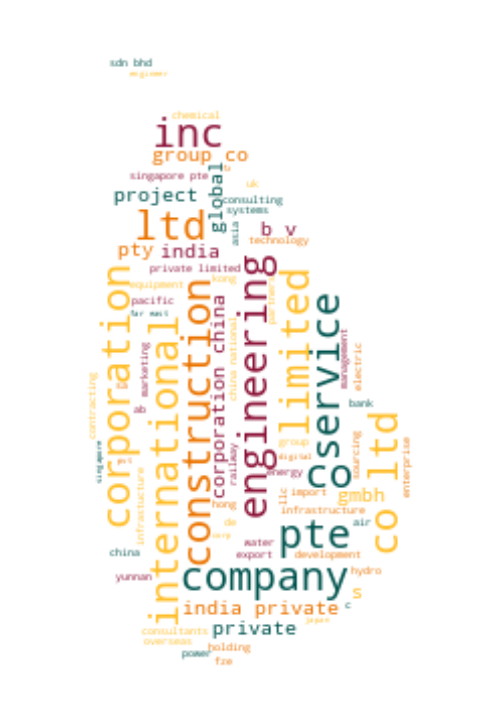 sdn bhd
engineer
chemical
inc
group co
singapore pte
uk
project
global
consulting
systems
ltd
asia
b v
technology
pty
india
private limited
kong
equipment
partners
pacific
far east
corporation
international
construction
corporation china
china national
engineering
limited
service
management
electric
marketing
contracting
ab
bank
co ltd
enterprise
singapore
group
digital
sourcing
co
energy
railway
infrastructure
llc
import
gmbh
hong
infrastructure
de
pte
air
water
export
development
china
yunnan
company
hydro
s
india private
c
japan
consultants
private
overseas
power
holding
fze